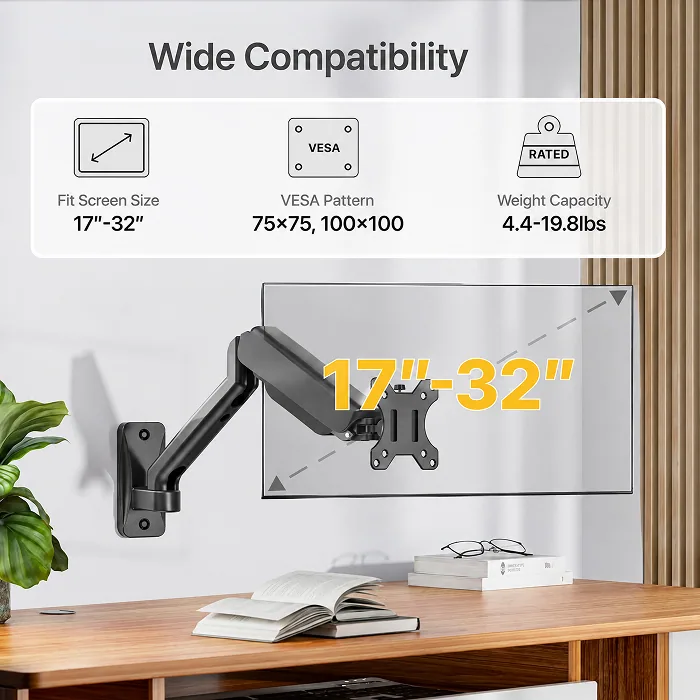 Wide Compatibility
VESA
RATED
Fit Screen Size
VESA Pattern
Weight Capacity
17"-32"
75×75, 100×100
4.4-19.8lbs
17"-32"